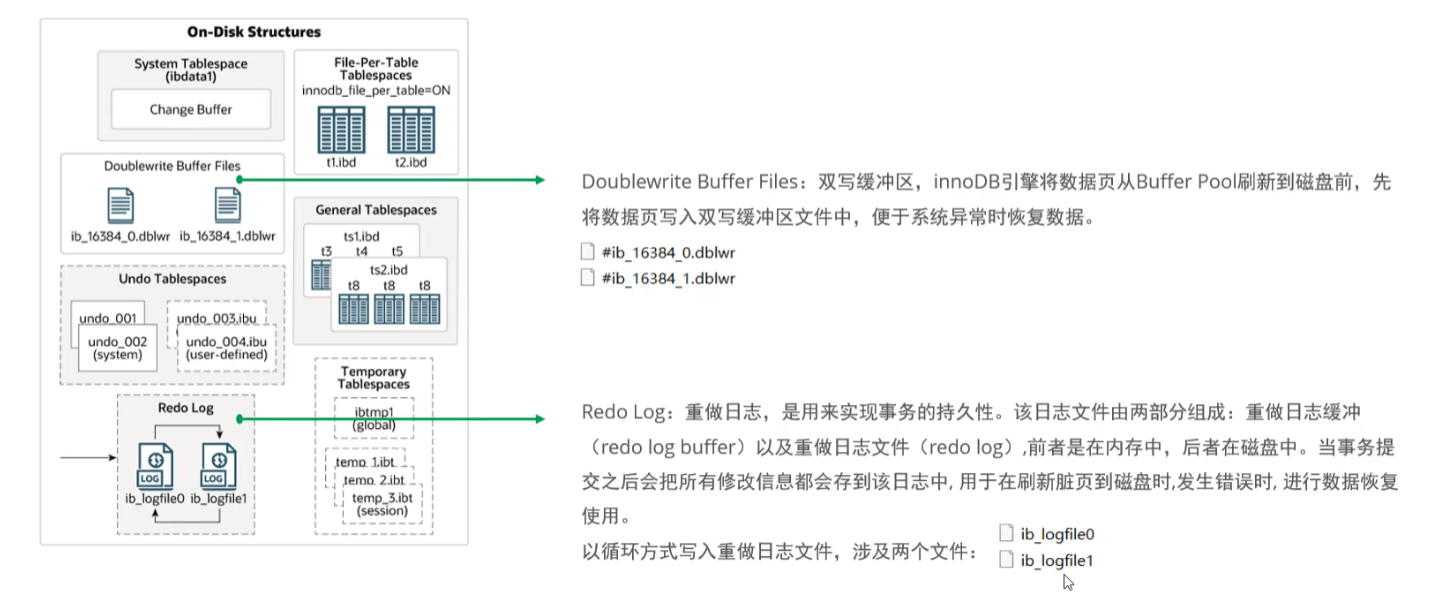 On-Disk Structures
System Tablespace
(ibdata1)
Change Buffer
File-Per-Table
Tablespaces
innodb_file_per_table=ON
t1.ibd t2.ibd
Doublewrite Buffer Files
ib_16384_0.dblwr ib_16384_1.dblwr
General Tablespaces
ts1.ibd
t3 t4 t5
ts2.ibd
t8 t8 t8
Undo Tablespaces
undo_001
undo_002
(system)
undo_003.ibu
undo_004.ibu
(user-defined)
Temporary
Tablespaces
ibtmp1
(global)
temp_1.ibt
temp_2.ibt
temp_3.ibt
(session)
Redo Log
LOG LOG
ib_logfile0 ib_logfile1
Doublewrite Buffer Files：双写缓冲区，innoDB引擎将数据页从Buffer Pool刷新到磁盘前，先
将数据页写入双写缓冲区文件中，便于系统异常时恢复数据。
#ib_16384_0.dblwr
#ib_16384_1.dblwr
Redo Log：重做日志，是用来实现事务的持久性。该日志文件由两部分组成：重做日志缓冲
（redo log buffer）以及重做日志文件（redo log）,前者是在内存中，后者在磁盘中。当事务提
交之后会把所有修改信息都会存到该日志中, 用于在刷新脏页到磁盘时,发生错误时, 进行数据恢复
使用。
以循环方式写入重做日志文件，涉及两个文件：
ib_logfile0
ib_logfile1